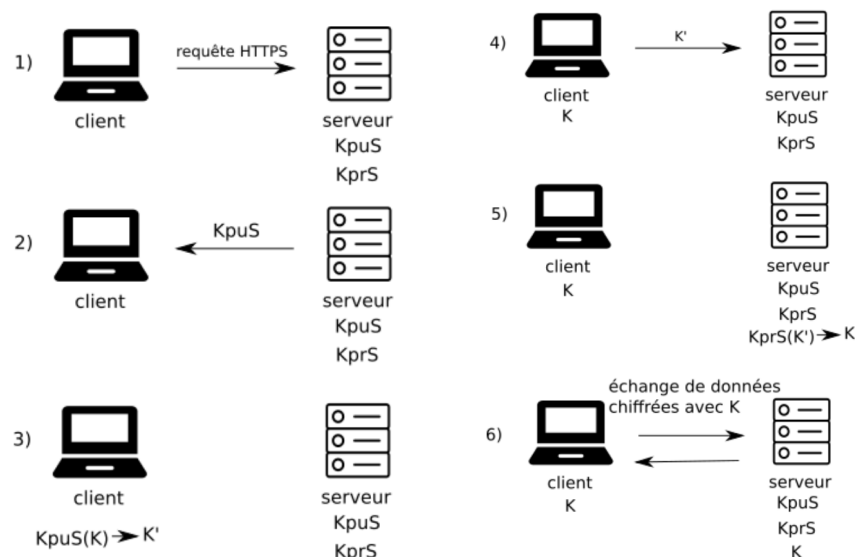 1)
requête HTTPS
client
serveur
KpuS
KprS
2)
KpuS
client
serveur
KpuS
KprS
3)
client
KpuS(K) → K'
serveur
KpuS
KprS
4)
K'
client
K
serveur
KpuS
KprS
5)
client
K
serveur
KpuS
KprS
KprS(K') → K
6)
échange de données
chiffrées avec K
client
K
serveur
KpuS
KprS
K